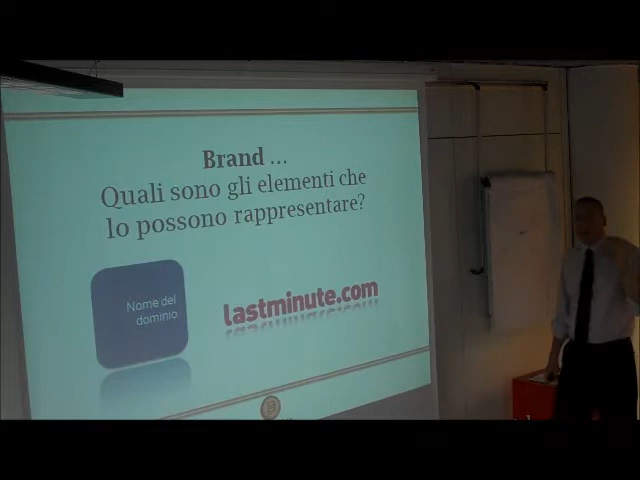 Brand ...
Quali sono gli elementi che
lo possono rappresentare?
Nome del
dominio
lastminute.com